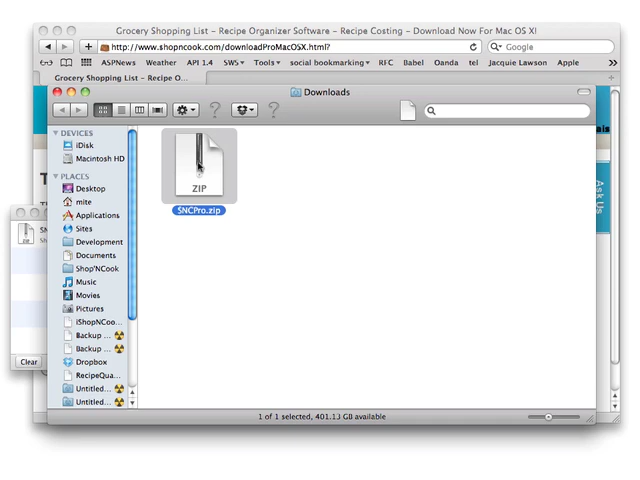 Grocery Shopping List - Recipe Organizer Software - Recipe Costing - Download Now For Mac OS X!
http://www.shopncook.com/downloadProMacOSX.html?
Google
ASPNews Weather API 1.4 SWS Tools social bookmarking RFC Babel Oanda tel Jacquie Lawson Apple
Grocery Shopping List - Recipe O...
Downloads
DEVICES
iDisk
Macintosh HD
PLACES
Desktop
mite
Applications
Sites
Development
Documents
Shop'NCook
Music
Movies
Pictures
iShopNCoo...
Backup ...
Backup ...
Dropbox
RecipeQua...
Untitled...
Untitled...
ZIP
SNCPro.zip
1 of 1 selected, 401.13 GB available
Ask Us
ZIP
Clear